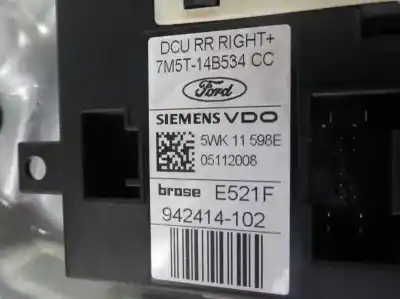 DCU RR RIGHT+
7M5T-14B534 CC
Ford
SIEMENS VDO
5WK 11 598E
05112008
brose E521F
942414-102